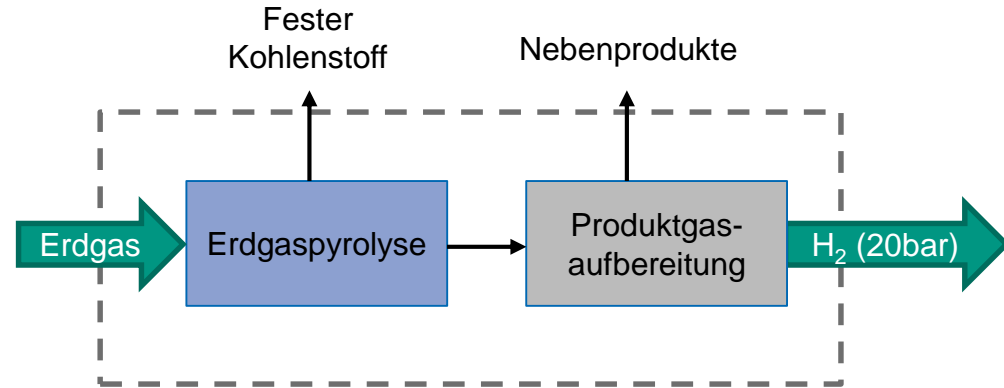 Fester
Kohlenstoff
Nebenprodukte
Erdgas
Erdgaspyrolyse
Produktgas-
aufbereitung
H₂ (20bar)